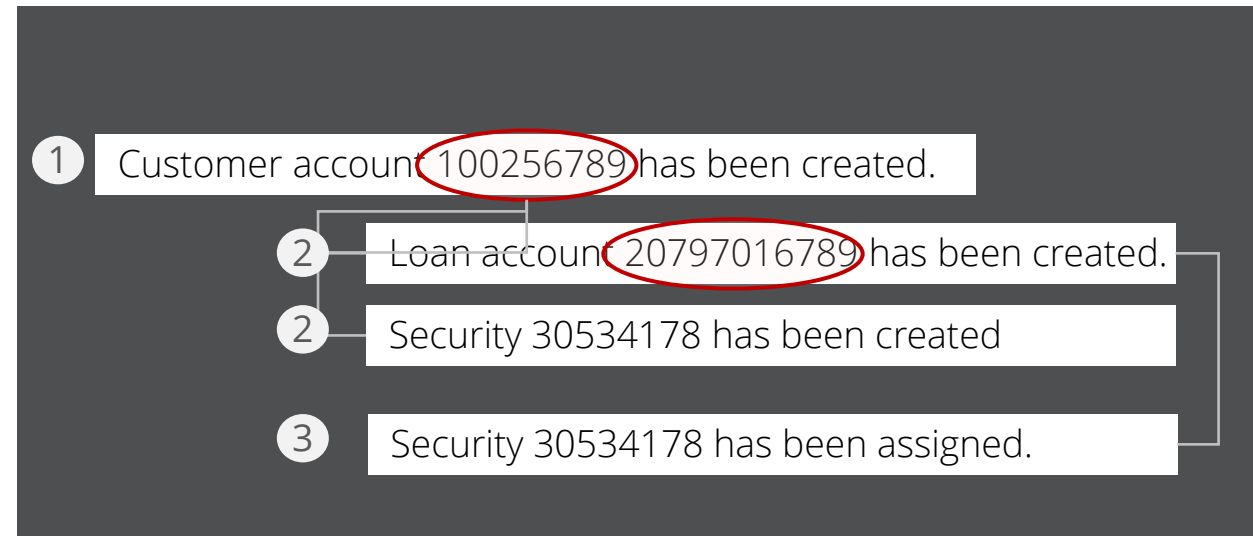 1 Customer account 100256789 has been created.
2 Loan account 20797016789 has been created.
2 Security 30534178 has been created
3 Security 30534178 has been assigned.